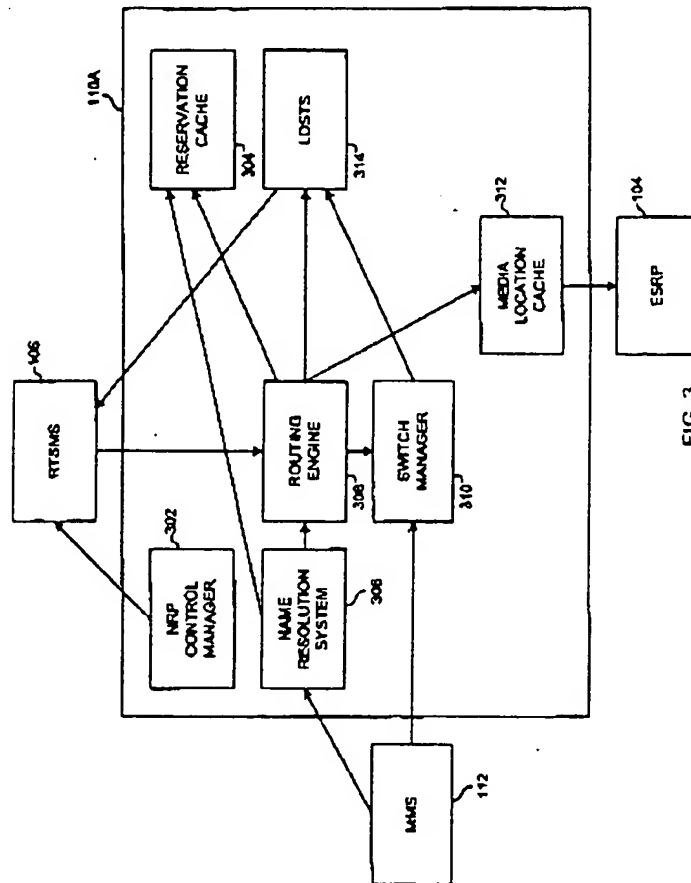 110A
106
RTSMS
302
NRP
CONTROL
MANAGER
RESERVATION
CACHE
304
NAME
RESOLUTION
SYSTEM
306
ROUTING
ENGINE
308
LDSTS
314
SWITCH
MANAGER
310
312
MEDIA
LOCATION
CACHE
MMS
112
104
ESRP
FIG. 3